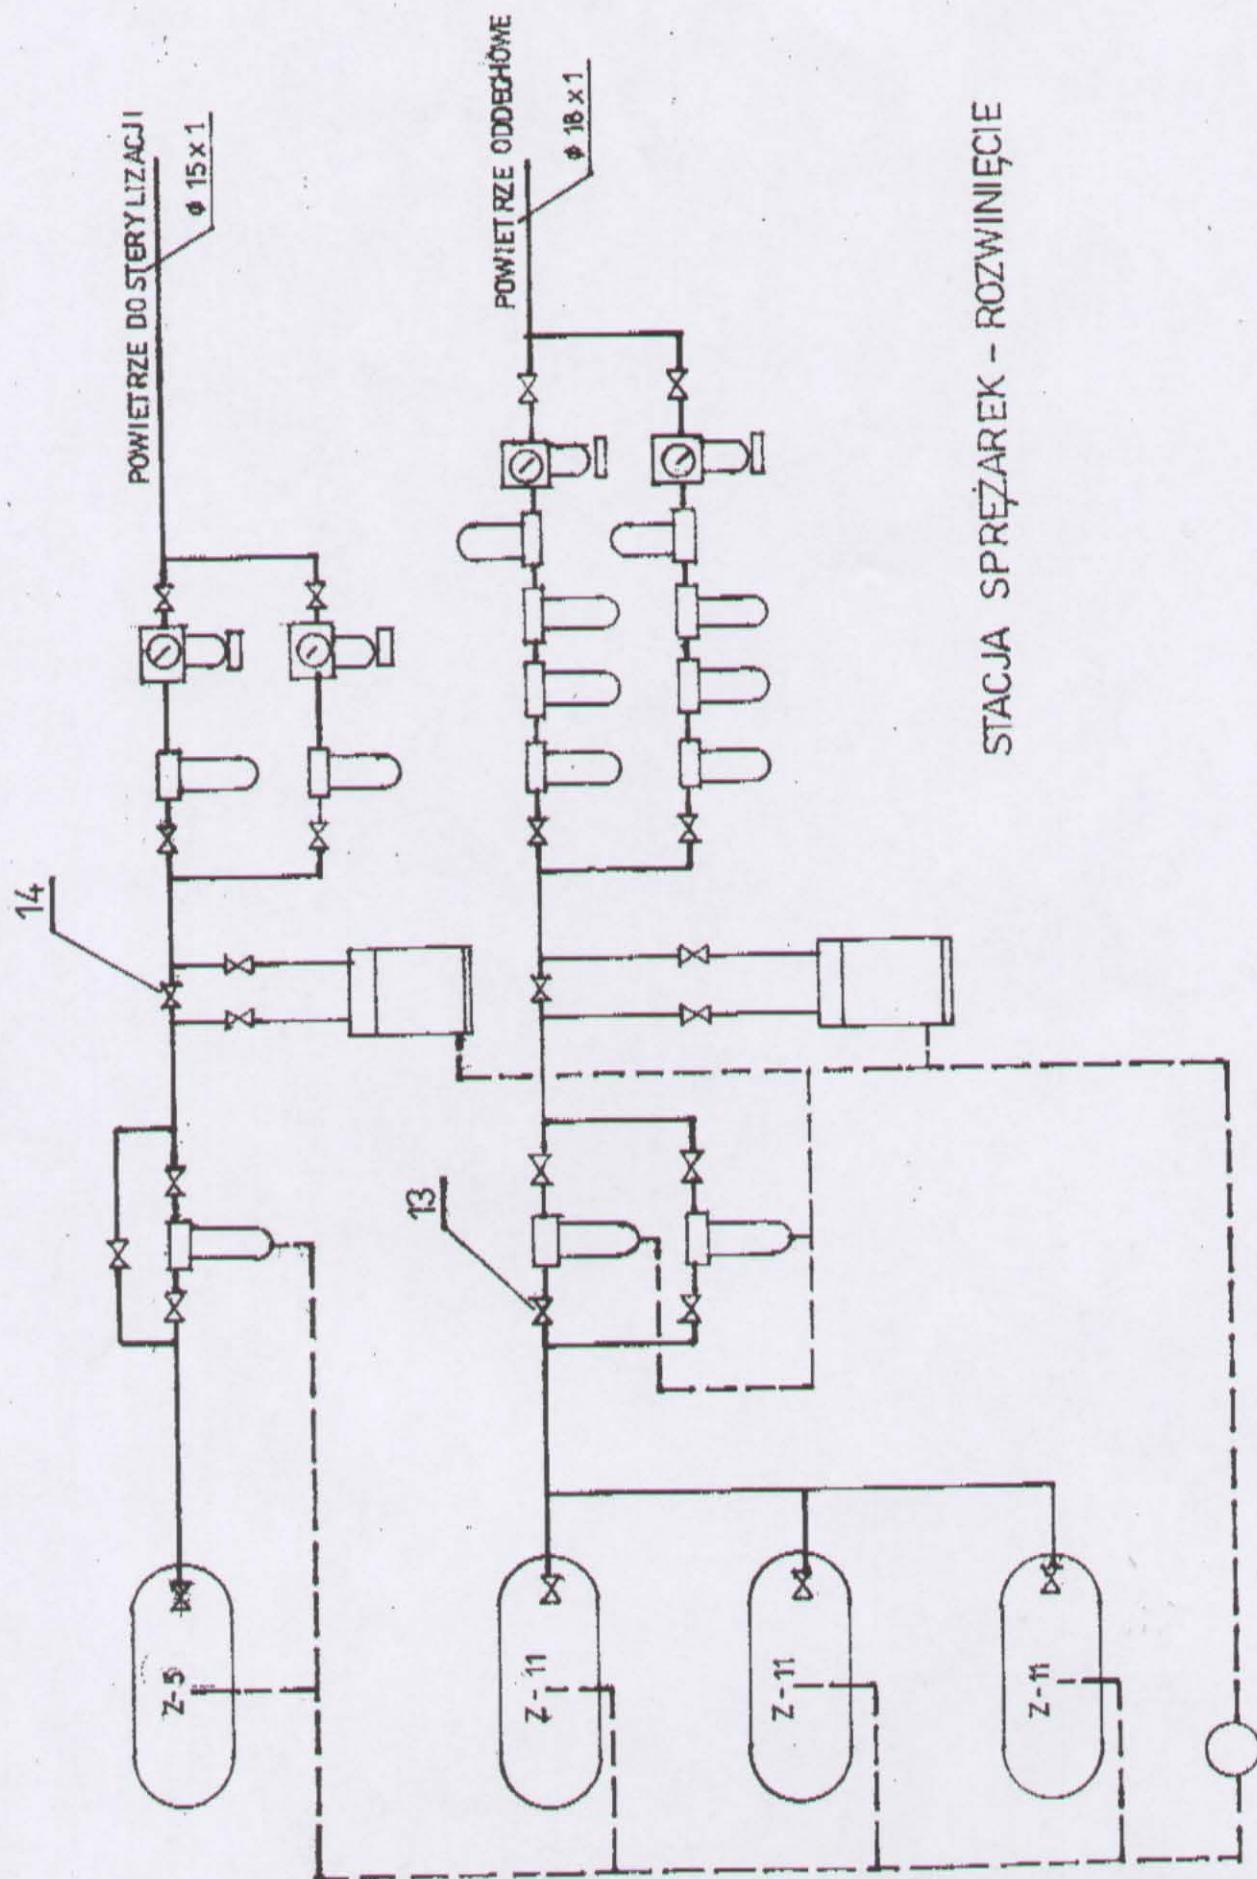 POWIETRZE DO STERYLIZACJI
ϕ 15 x 1
POWIETRZE ODDECHOWE
ϕ 18 x 1
14
13
Z-5
Z-11
Z-11
Z-11
STACJA SPRĘŻAREK - ROZWINIĘCIE